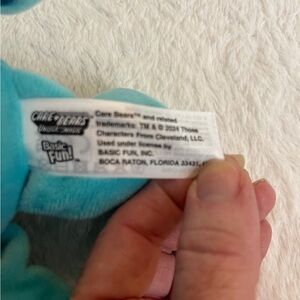 CARE BEARS
UNLOCK THE MAGIC
Basic
Fun!
Care Bears™ and related
trademarks: TM & © 2024 Those
Characters From Cleveland, LLC.
Used under license by
BASIC FUN, INC.
BOCA RATON, FLORIDA 33431,